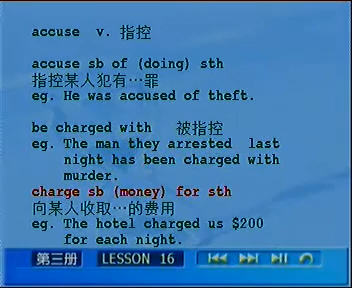 accuse v. 指控
accuse sb of (doing) sth
指控某人犯有…罪
eg. He was accused of theft.
be charged with 被指控
eg. The man they arrested last
night has been charged with
murder.
charge sb (money) for sth
向某人收取…的费用
eg. The hotel charged us $200
for each night.
第三册 LESSON 16